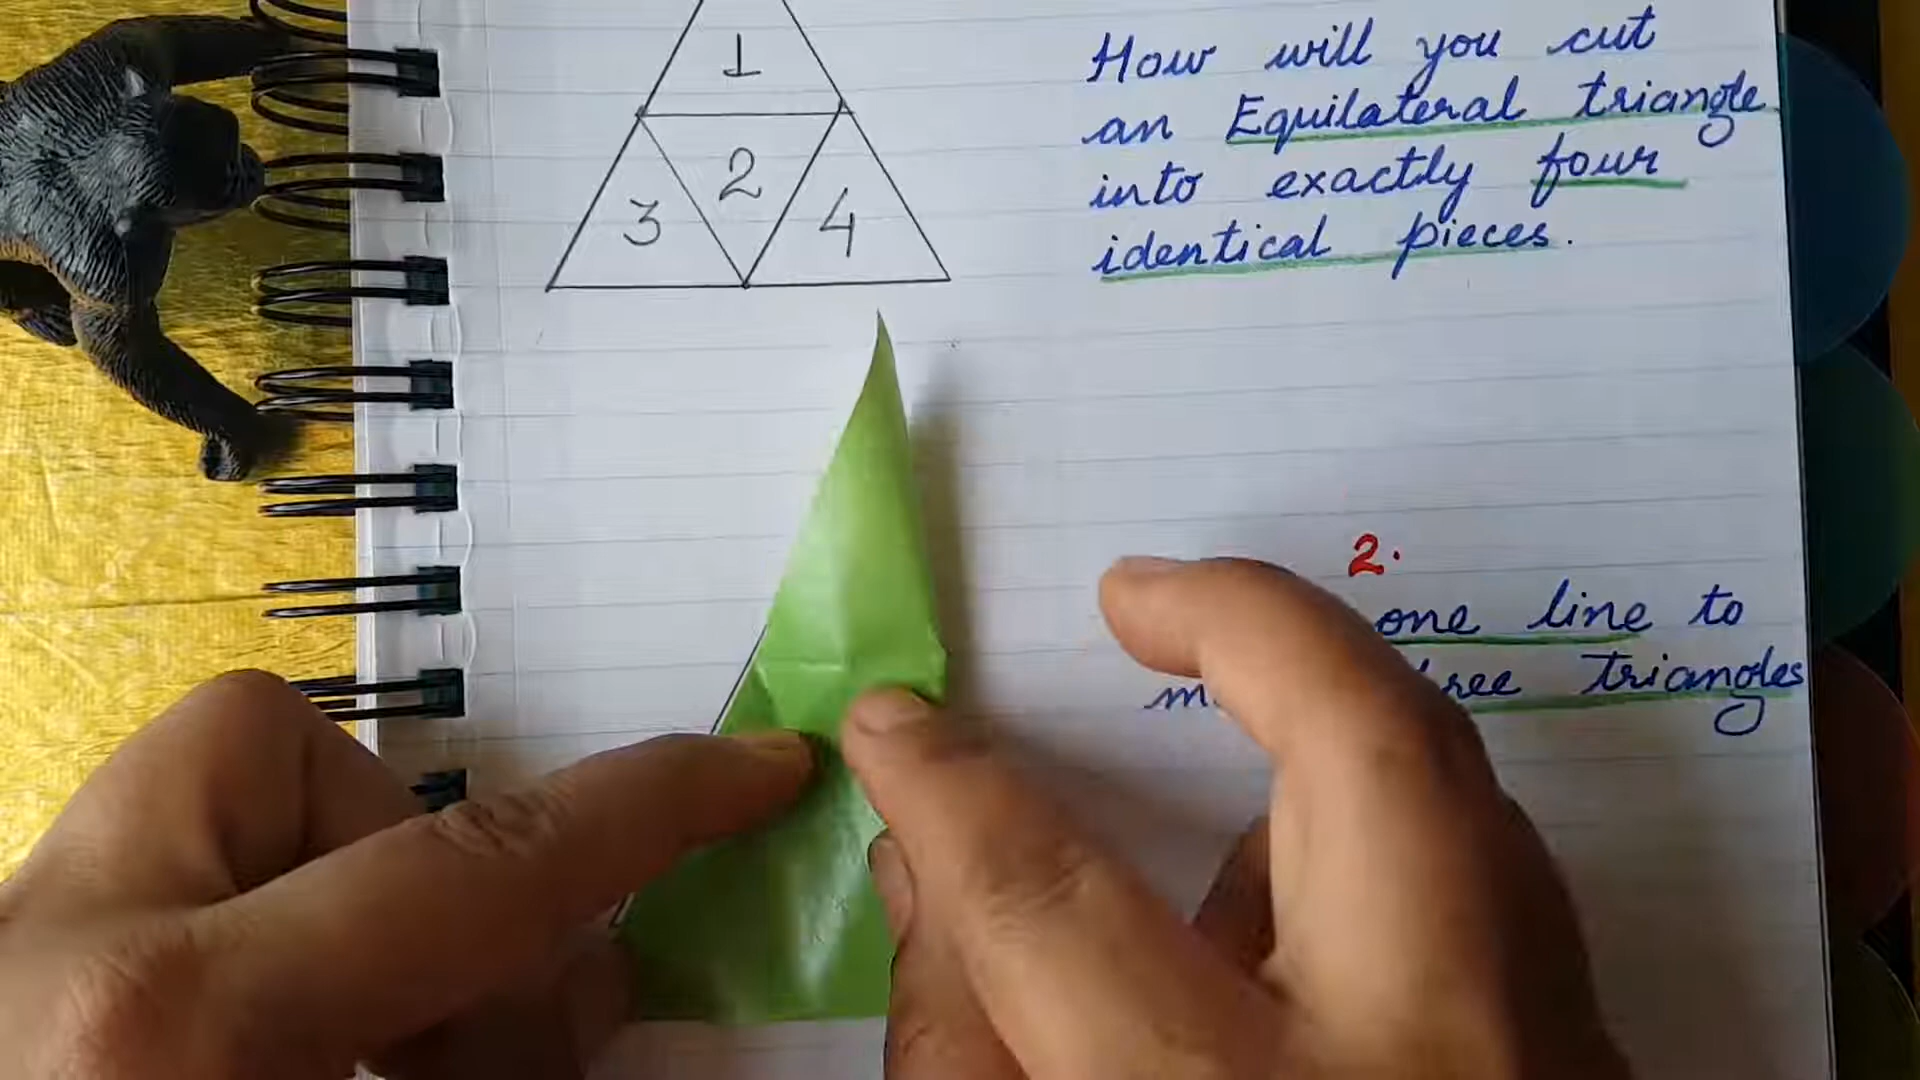 1
2
3
4
How will you cut
an Equilateral triangle
into exactly four
identical pieces.
2.
one line to
triangles